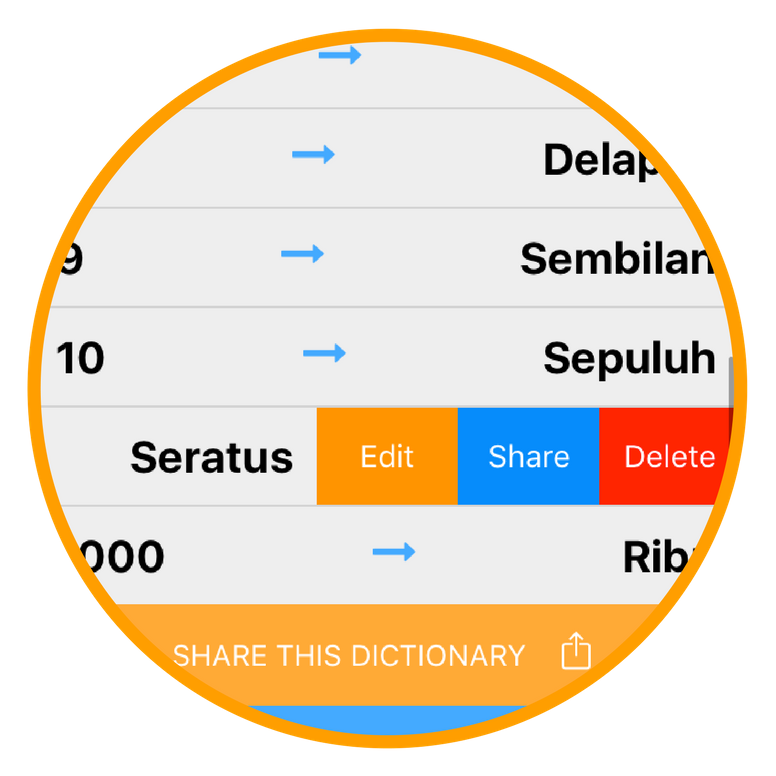 Delap
9 Sembilan
10 Sepuluh
Seratus Edit Share Delete
000 Rib
SHARE THIS DICTIONARY